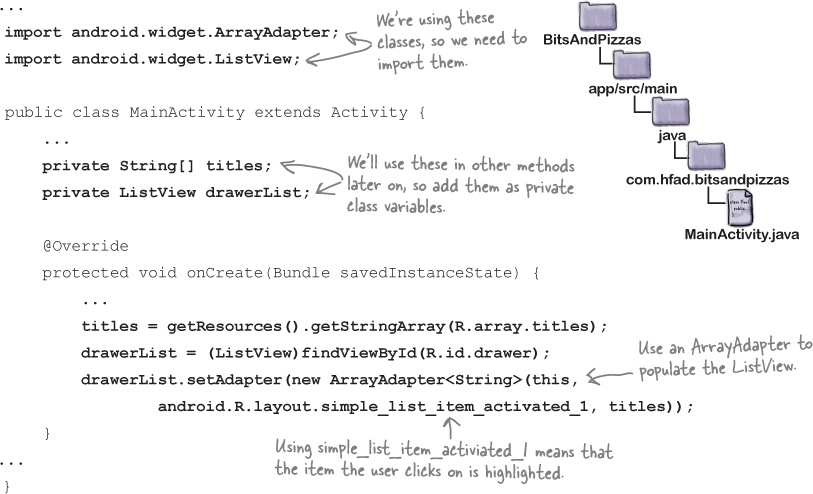 ...
import android.widget.ArrayAdapter;
import android.widget.ListView;
We're using these
classes, so we need to
import them.
BitsAndPizzas
app/src/main
java
com.hfad.bitsandpizzas
MainActivity.java
public class MainActivity extends Activity {
...
private String[] titles;
private ListView drawerList;
We'll use these in other methods
later on, so add them as private
class variables.
@Override
protected void onCreate(Bundle savedInstanceState) {
...
titles = getResources().getStringArray(R.array.titles);
drawerList = (ListView)findViewById(R.id.drawer);
drawerList.setAdapter(new ArrayAdapter<String>(this,
android.R.layout.simple_list_item_activated_1, titles));
Use an ArrayAdapter to
populate the ListView.
}
Using simple_list_item_activiated_1 means that
the item the user clicks on is highlighted.
...
}